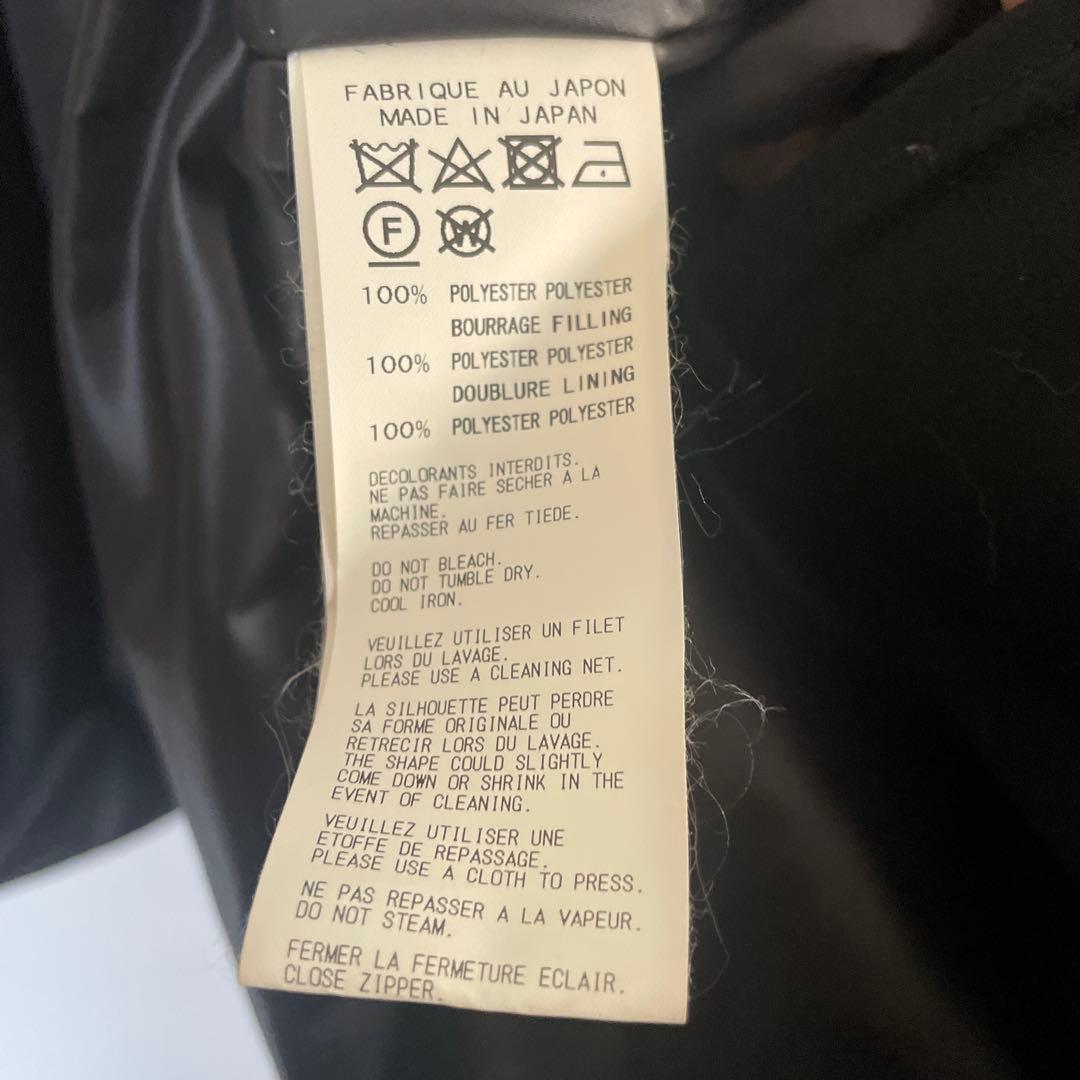 FABRIQUE AU JAPON
MADE IN JAPAN
F W
100% POLYESTER POLYESTER
BOURRAGE FILLING
100% POLYESTER POLYESTER
DOUBLURE LINING
100% POLYESTER POLYESTER
DECOLORANTS INTERDITS.
NE PAS FAIRE SECHER A LA
MACHINE.
REPASSER AU FER TIEDE.
DO NOT BLEACH.
DO NOT TUMBLE DRY.
COOL IRON.
VEUILLEZ UTILISER UN FILET
LORS DU LAVAGE.
PLEASE USE A CLEANING NET.
LA SILHOUETTE PEUT PERDRE
SA FORME ORIGINALE OU
RETRECIR LORS DU LAVAGE.
THE SHAPE COULD SLIGHTLY
COME DOWN OR SHRINK IN THE
EVENT OF CLEANING.
VEUILLEZ UTILISER UNE
ETOFFE DE REPASSAGE.
PLEASE USE A CLOTH TO PRESS.
NE PAS REPASSER A LA VAPEUR.
DO NOT STEAM.
FERMER LA FERMETURE ECLAIR.
CLOSE ZIPPER.